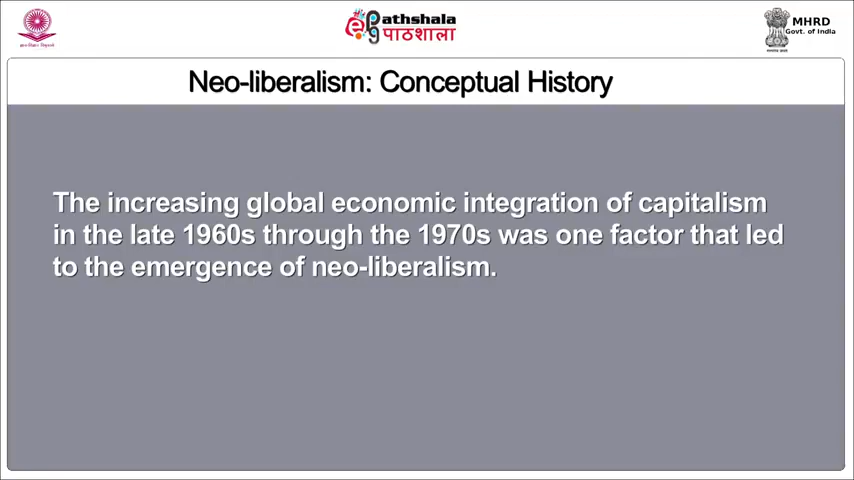 ePathshala
पाठशाला
MHRD
Govt. of India
Neo-liberalism: Conceptual History
The increasing global economic integration of capitalism
in the late 1960s through the 1970s was one factor that led
to the emergence of neo-liberalism.